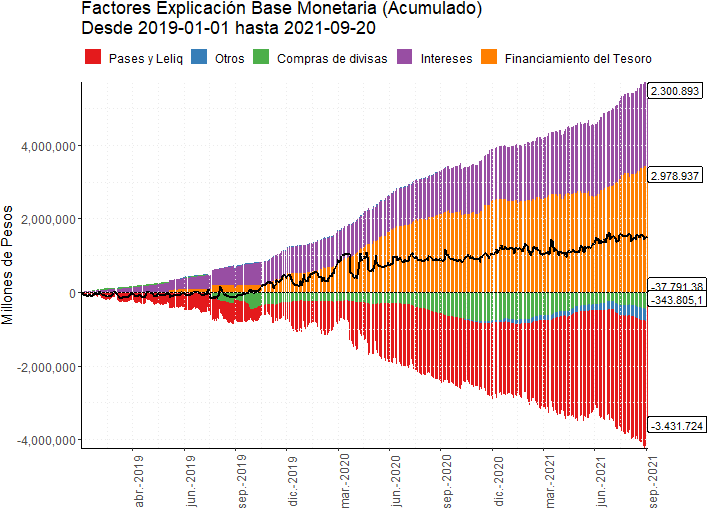 Factores Explicación Base Monetaria (Acumulado)
Desde 2019-01-01 hasta 2021-09-20
Pases y Leliq Otros Compras de divisas Intereses Financiamiento del Tesoro
Millones de Pesos
4,000,000
2,000,000
0
-2,000,000
-4,000,000
2.300.893
2.978.937
-37.791,38
-343.805,1
-3.431.724
abr.-2019
jun.-2019
sep.-2019
dic.-2019
mar.-2020
jun.-2020
sep.-2020
dic.-2020
mar.-2021
jun.-2021
sep.-2021